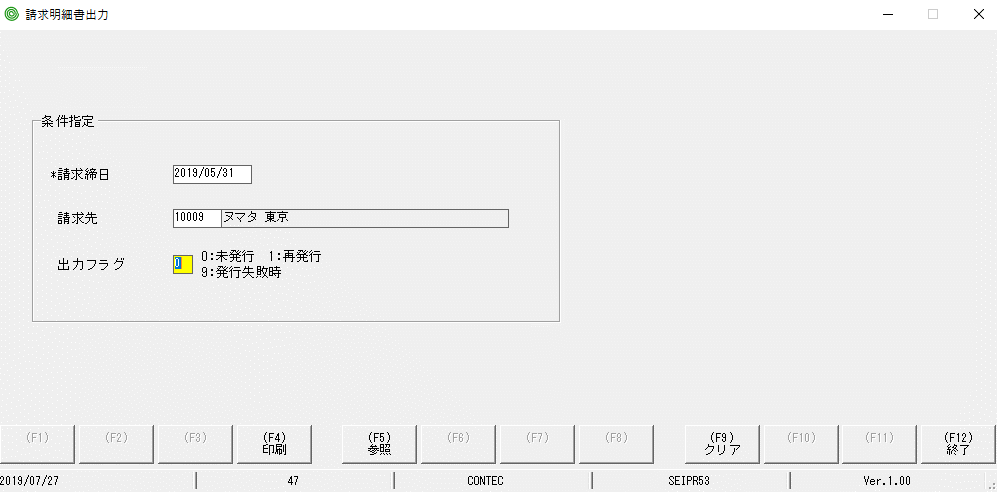 請求明細書出力
条件指定
*請求締日 2019/05/31
請求先 10009 ヌマタ 東京
出力フラグ 0 0:未発行 1:再発行
9:発行失敗時
(F1) (F2) (F3) (F4) (F5) (F6) (F7) (F8) (F9) (F10) (F11) (F12)
印刷 参照 クリア 終了
2019/07/27 47 CONTEC SEIPR53 Ver.1.00